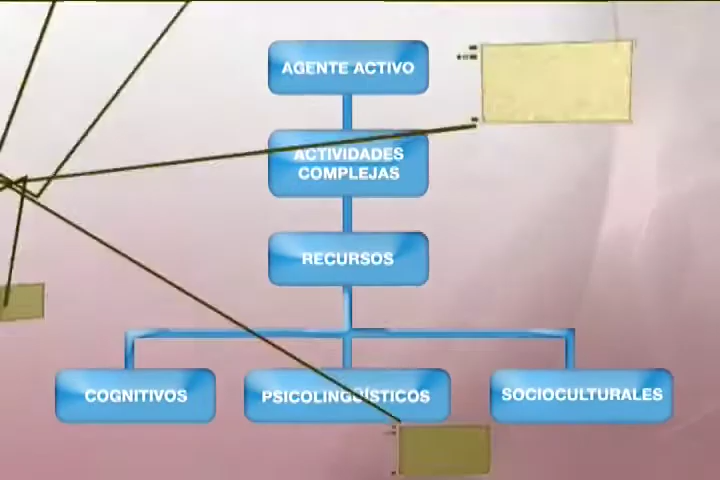 AGENTE ACTIVO
ACTIVIDADES
COMPLEJAS
RECURSOS
COGNITIVOS
PSICOLINGÜÍSTICOS
SOCIOCULTURALES